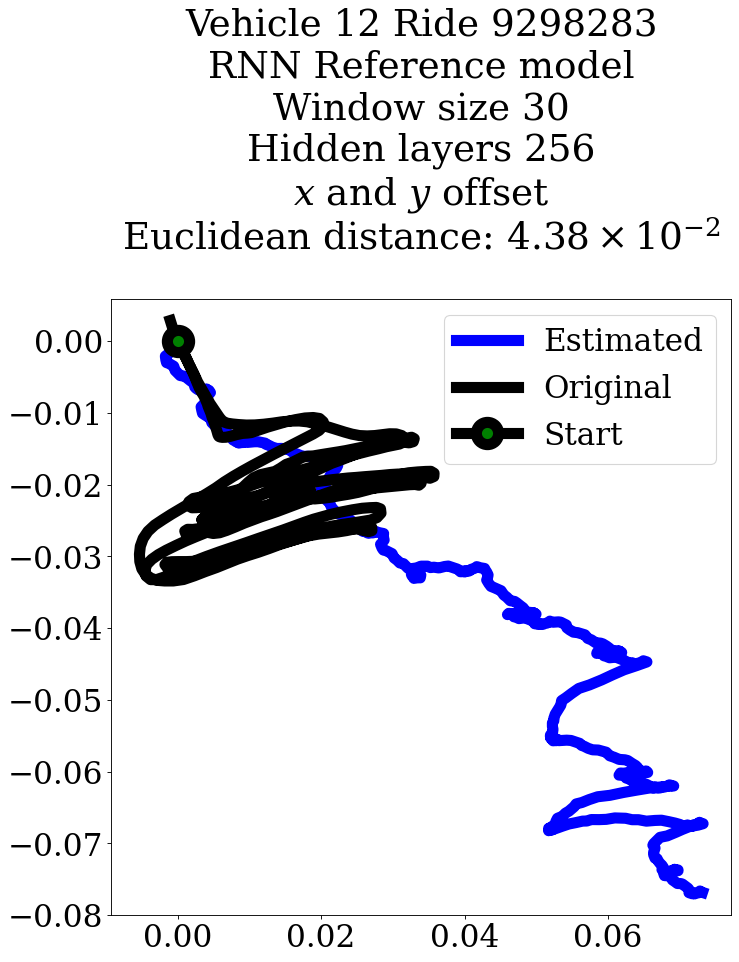 Vehicle 12 Ride 9298283
RNN Reference model
Window size 30
Hidden layers 256
x and y offset
Euclidean distance: 4.38 × 10⁻²
Estimated
Original
Start
0.00
−0.01
−0.02
−0.03
−0.04
−0.05
−0.06
−0.07
−0.08
0.00 0.02 0.04 0.06